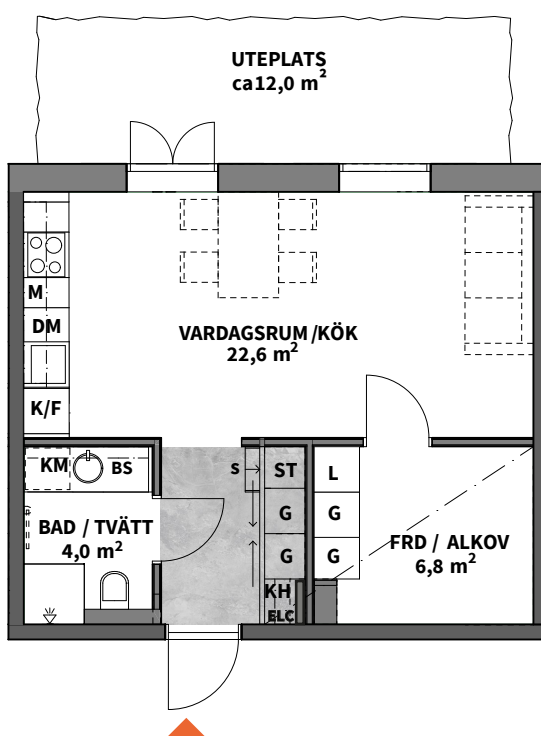 UTEPLATS
ca12,0 m²
M
DM
VARDAGSRUM /KÖK
22,6 m²
K/F
KM
BS
S
ST
L
G
G
BAD / TVÄTT
4,0 m²
G
G
FRD / ALKOV
6,8 m²
KH
ELC